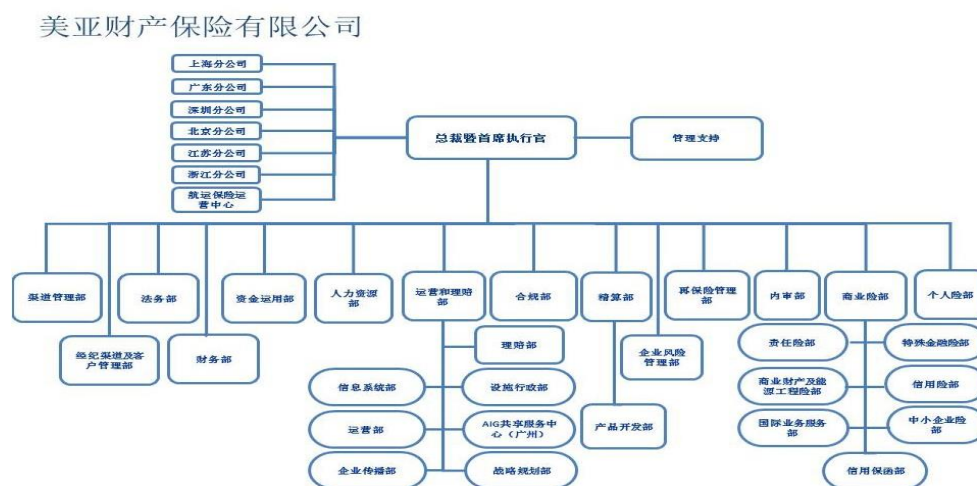 美亚财产保险有限公司
上海分公司
广东分公司
深圳分公司
北京分公司
江苏分公司
浙江分公司
航运保险运
营中心
总裁暨首席执行官
管理支持
渠道管理部
法务部
资金运用部
人力资源
部
运营和理赔
部
合规部
精算部
再保险管理
部
内审部
商业险部
个人险部
经纪渠道及客
户管理部
财务部
企业风险
管理部
理赔部
信息系统部
设施行政部
运营部
AIG共享服务中
心（广州）
企业传播部
战略规划部
产品开发部
责任险部
特殊金融险部
商业财产及能
源工程险部
信用险部
国际业务服务
部
中小企业险
部
信用保函部